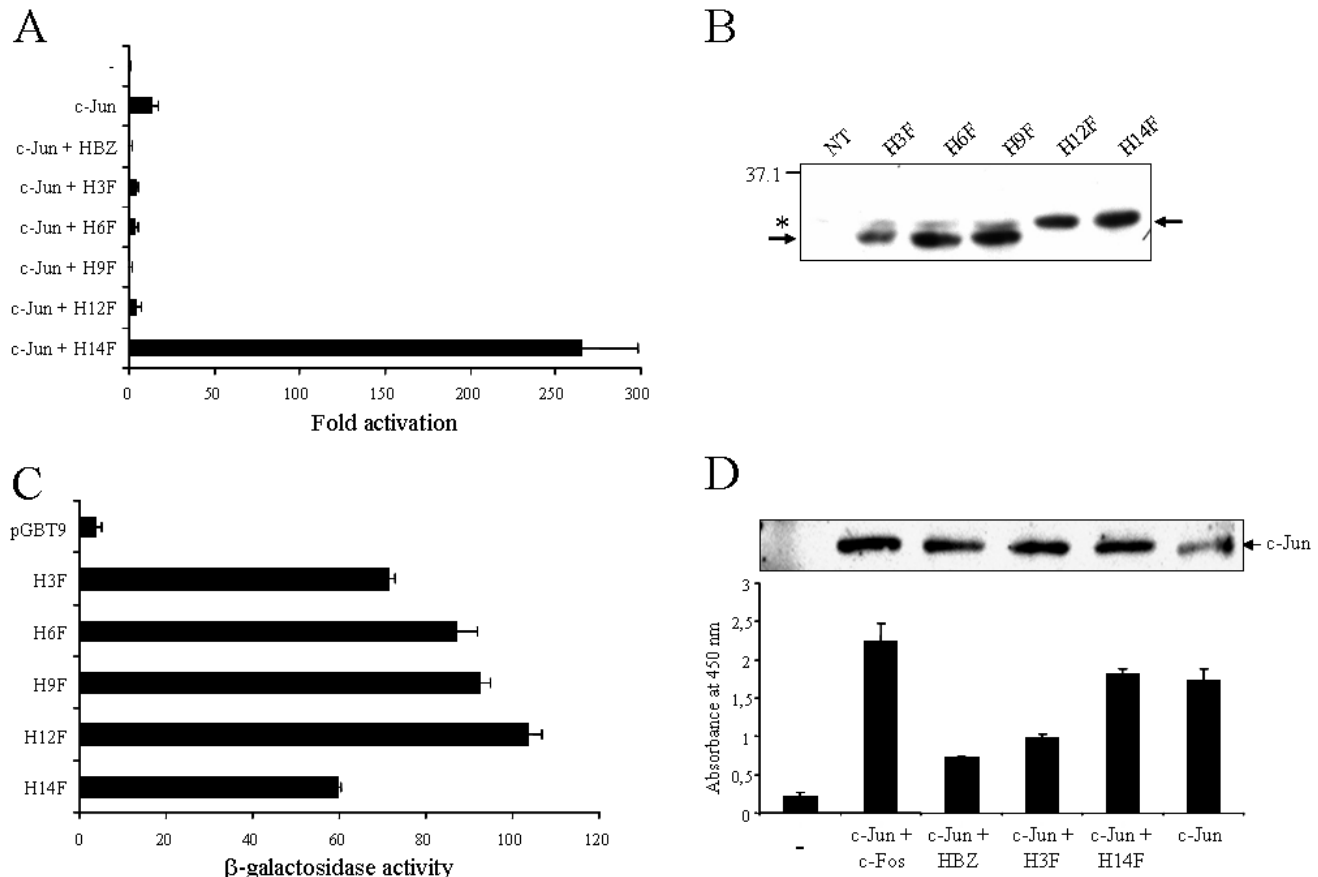 A
-
c-Jun
c-Jun + HBZ
c-Jun + H3F
c-Jun + H6F
c-Jun + H9F
c-Jun + H12F
c-Jun + H14F
0 50 100 150 200 250 300
Fold activation
B
NT H3F H6F H9F H12F H14F
37.1
*
C
pGBT9
H3F
H6F
H9F
H12F
H14F
0 20 40 60 80 100 120
β-galactosidase activity
D
c-Jun
3
2,5
2
1,5
1
0,5
0
Absorbance at 450 nm
- c-Jun + c-Jun + c-Jun + c-Jun + c-Jun
c-Fos HBZ H3F H14F